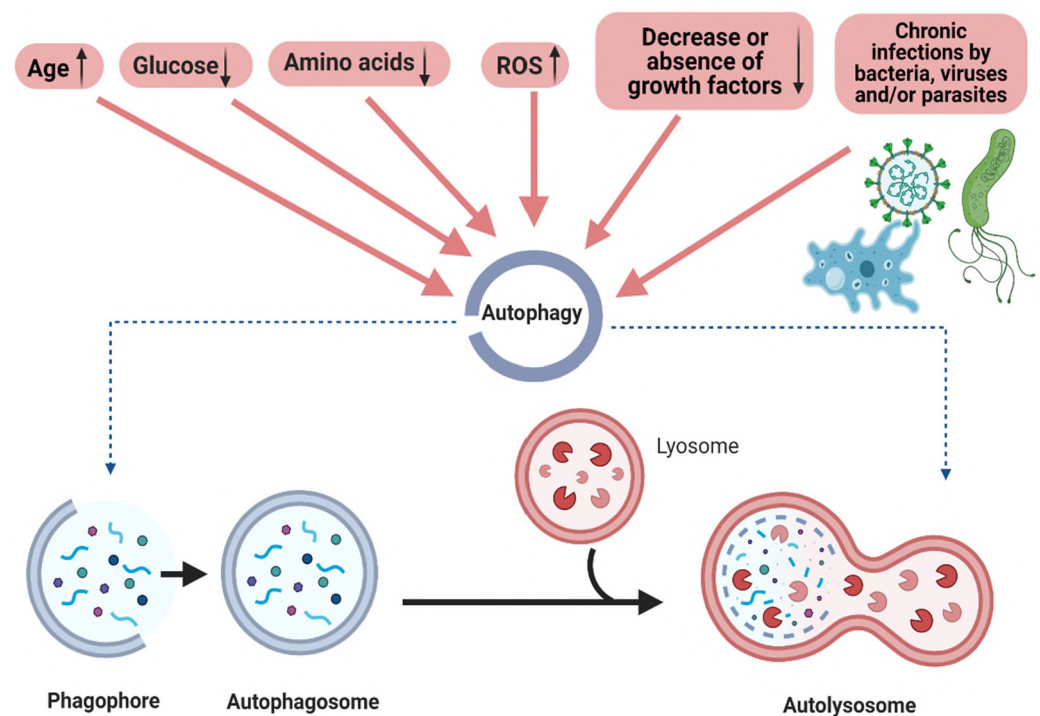 Age
Glucose
Amino acids
ROS
Decrease or
absence of
growth factors
Chronic
infections by
bacteria, viruses
and/or parasites
Autophagy
Lyosome
Phagophore
Autophagosome
Autolysosome